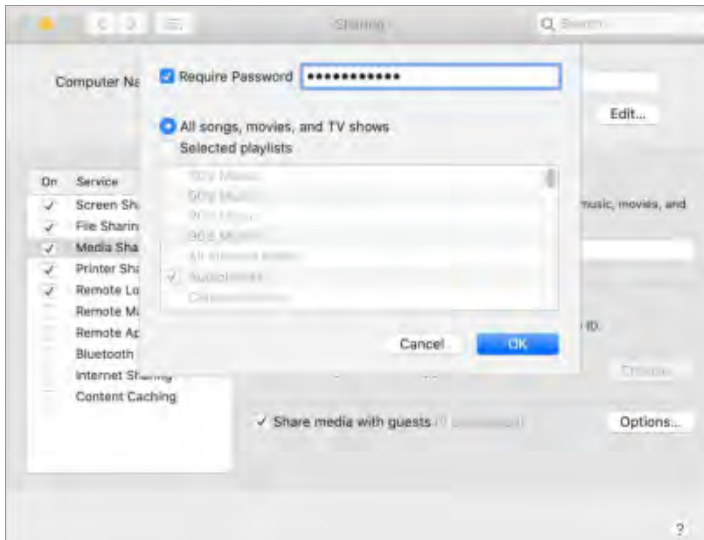 Sharing
Search
Computer Na
Require Password
Edit...
All songs, movies, and TV shows
Selected playlists
On Service
Screen Sh
File Sharin
music, movies, and
Media Sha
Printer Sha
Remote Lo
Remote Ma
ID.
Remote Ap
Cancel
OK
Bluetooth
Internet Sharing
Content Caching
Share media with guests
Options...
?